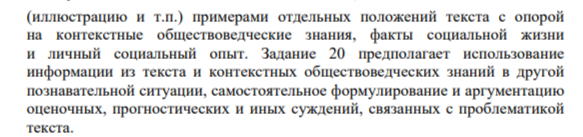 (иллюстрацию и т.п.) примерами отдельных положений текста с опорой
на контекстные обществоведческие знания, факты социальной жизни
и личный социальный опыт. Задание 20 предполагает использование
информации из текста и контекстных обществоведческих знаний в другой
познавательной ситуации, самостоятельное формулирование и аргументацию
оценочных, прогностических и иных суждений, связанных с проблематикой
текста.